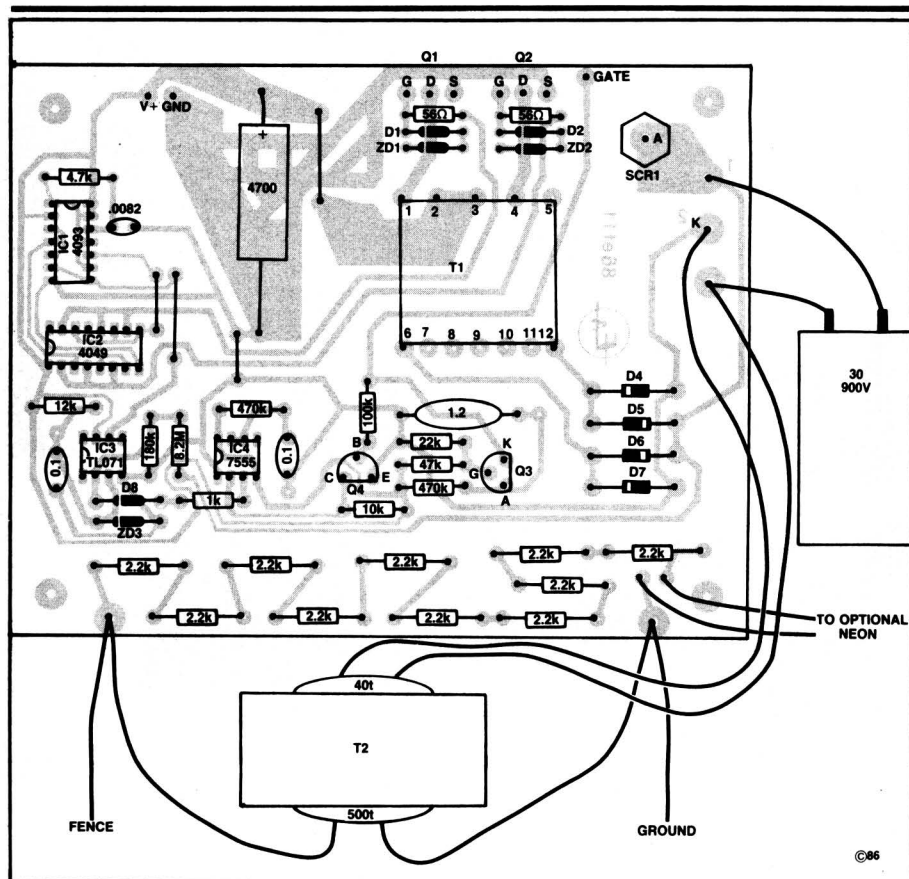 Q1 Q2
G D S G D S
GATE
V+ GND
56Ω 56Ω
D1 D2
ZD1 ZD2
A
SCR1
+
4700
4.7k
.0082
IC1
4093
1 2 3 4 5
T1
6 7 8 9 10 11 12
K
IC2
4049
30
900V
D4
D5
D6
D7
12k
470k
100k
1.2
IC3
TL071
180k
8.2M
IC4
7555
0.1
0.1
B
C E
Q4
22k
47k
470k
K
G Q3
A
D8
ZD3
1k
10k
2.2k 2.2k 2.2k 2.2k 2.2k
2.2k
2.2k 2.2k 2.2k 2.2k
TO OPTIONAL
NEON
40t
T2
500t
FENCE
GROUND
©86